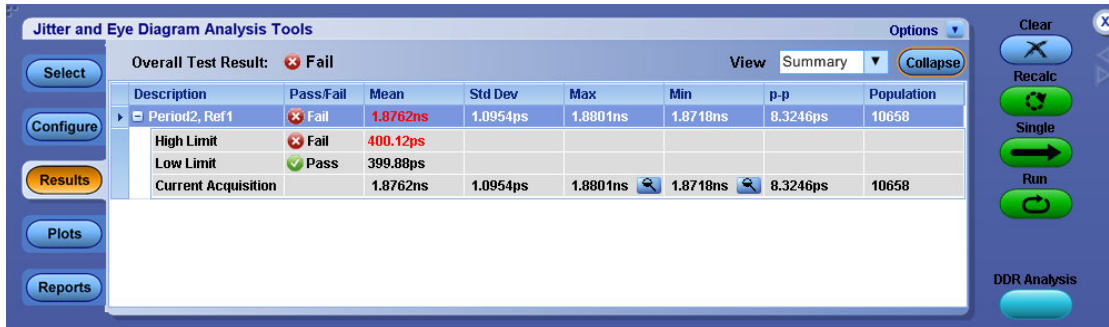 Jitter and Eye Diagram Analysis Tools
Options
Clear
X
Select
Overall Test Result: Fail
View Summary
Collapse
Recalc
Description Pass/Fail Mean Std Dev Max Min p-p Population
Configure
Period2, Ref1 Fail 1.8762ns 1.0954ps 1.8801ns 1.8718ns 8.3246ps 10658
Single
High Limit Fail 400.12ps
Low Limit Pass 399.88ps
Results
Current Acquisition 1.8762ns 1.0954ps 1.8801ns 1.8718ns 8.3246ps 10658
Run
Plots
Reports
DDR Analysis